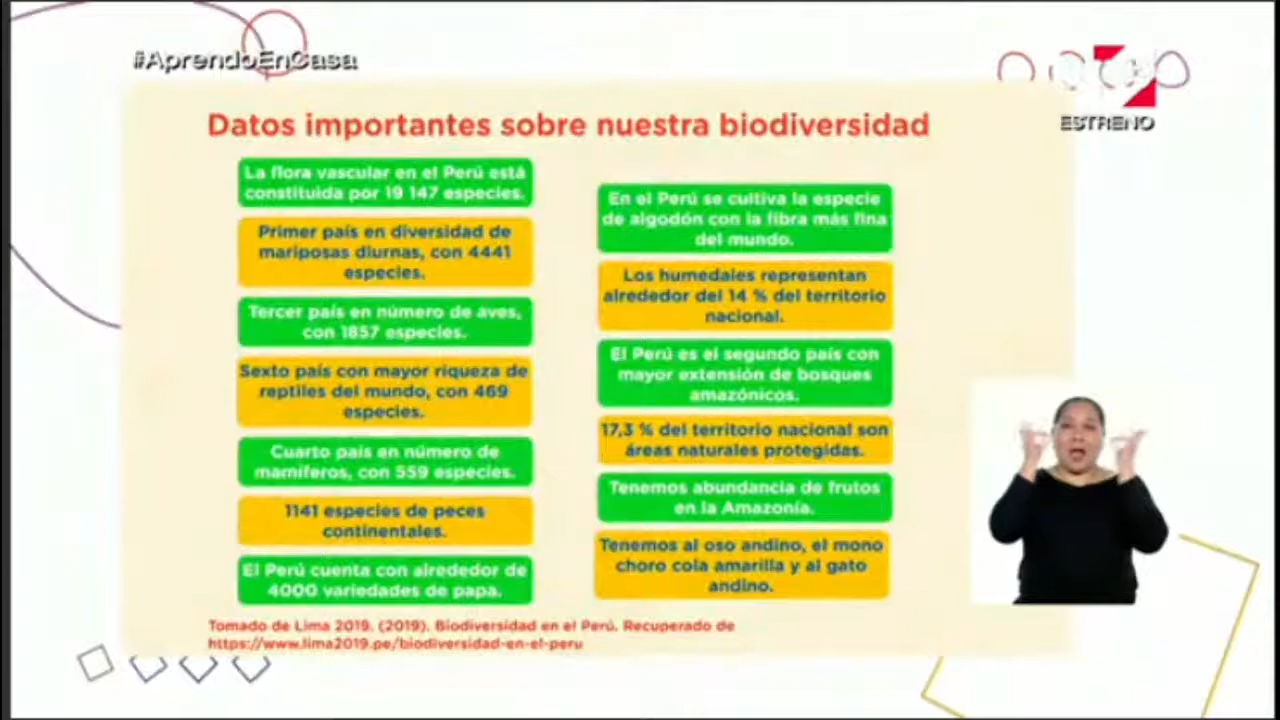 #AprendoEnCasa
ESTRENO
Datos importantes sobre nuestra biodiversidad
La flora vascular en el Perú está
constituida por 19 147 especies.
Primer país en diversidad de
mariposas diurnas, con 4441
especies.
Tercer país en número de aves,
con 1857 especies.
Sexto país con mayor riqueza de
reptiles del mundo, con 469
especies.
Cuarto país en número de
mamíferos, con 559 especies.
1141 especies de peces
continentales.
El Perú cuenta con alrededor de
4000 variedades de papa.
En el Perú se cultiva la especie
de algodón con la fibra más fina
del mundo.
Los humedales representan
alrededor del 14 % del territorio
nacional.
El Perú es el segundo país con
mayor extensión de bosques
amazónicos.
17,3 % del territorio nacional son
áreas naturales protegidas.
Tenemos abundancia de frutos
en la Amazonía.
Tenemos al oso andino, el mono
choro cola amarilla y al gato
andino.
Tomado de Lima 2019. (2019). Biodiversidad en el Perú. Recuperado de
https://www.lima2019.pe/biodiversidad-en-el-peru